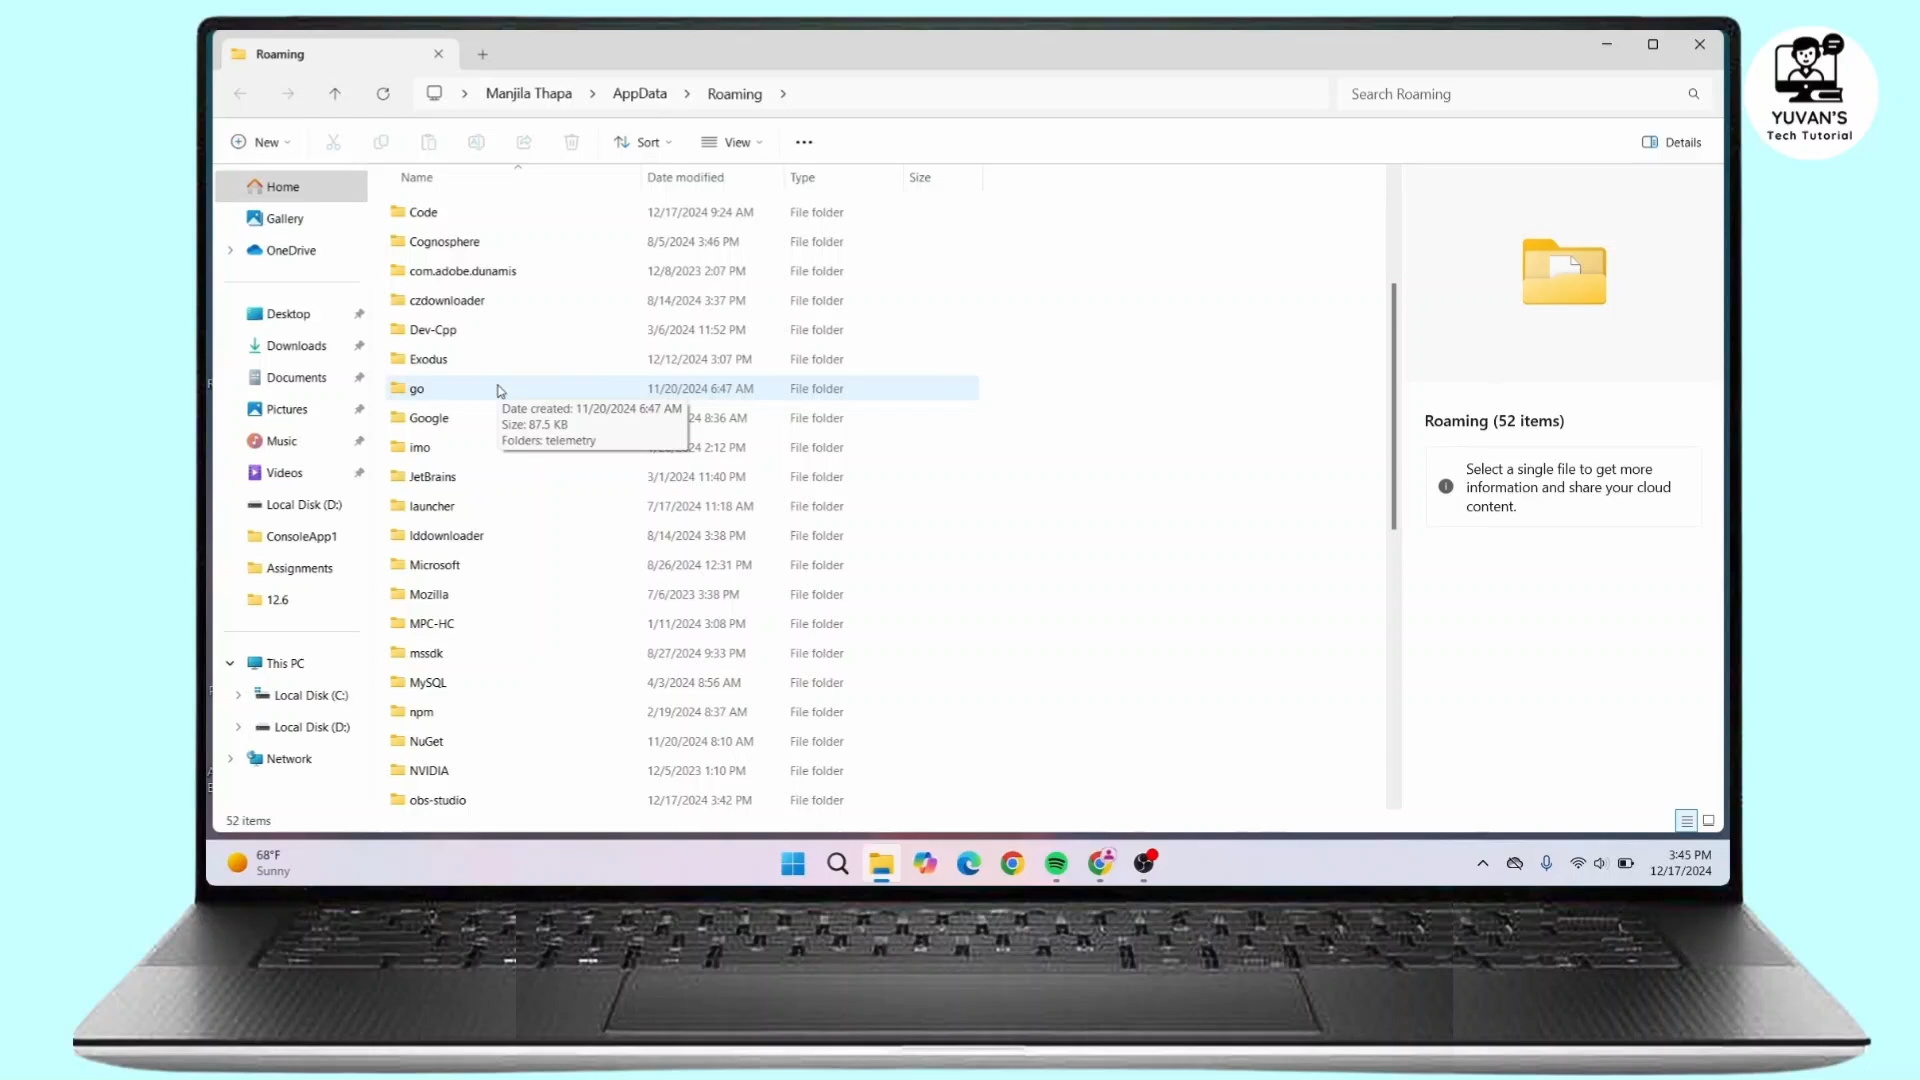 Roaming
YUVAN'S
Tech Tutorial
Manjila Thapa > AppData > Roaming >
Search Roaming
New
Sort
View
Details
Home
Gallery
OneDrive
Desktop
Downloads
Documents
Pictures
Music
Videos
Local Disk (D:)
ConsoleApp1
Assignments
12.6
This PC
Local Disk (C:)
Local Disk (D:)
Network
Name Date modified Type Size
Code 12/17/2024 9:24 AM File folder
Cognosphere 8/5/2024 3:46 PM File folder
com.adobe.dunamis 12/8/2023 2:07 PM File folder
czdownloader 8/14/2024 3:37 PM File folder
Dev-Cpp 3/6/2024 11:52 PM File folder
Exodus 12/12/2024 3:07 PM File folder
go 11/20/2024 6:47 AM File folder
Date created: 11/20/2024 6:47 AM
Size: 87.5 KB
Folders: telemetry
Google 24 8:36 AM File folder
imo 2:12 PM File folder
JetBrains 3/1/2024 11:40 PM File folder
launcher 7/17/2024 11:18 AM File folder
lddownloader 8/14/2024 3:38 PM File folder
Microsoft 8/26/2024 12:31 PM File folder
Mozilla 7/6/2023 3:38 PM File folder
MPC-HC 1/11/2024 3:08 PM File folder
mssdk 8/27/2024 9:33 PM File folder
MySQL 4/3/2024 8:56 AM File folder
npm 2/19/2024 8:37 AM File folder
NuGet 11/20/2024 8:10 AM File folder
NVIDIA 12/5/2023 1:10 PM File folder
obs-studio 12/17/2024 3:42 PM File folder
Roaming (52 items)
Select a single file to get more
information and share your cloud
content.
52 items
68°F
Sunny
3:45 PM
12/17/2024